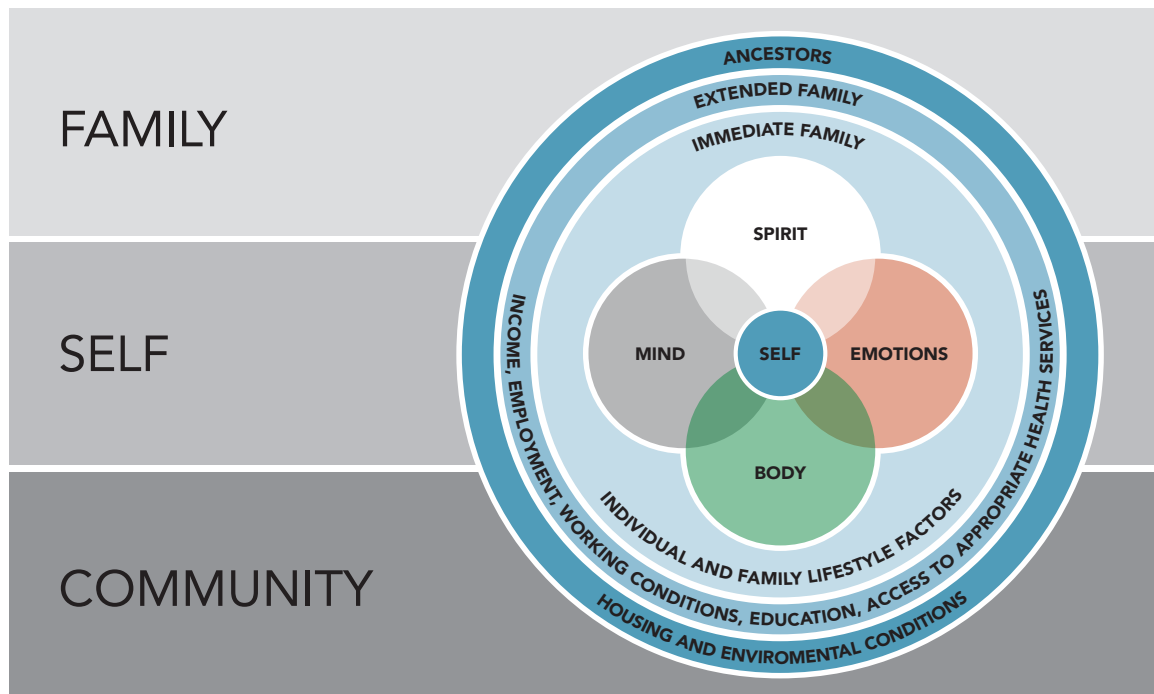 FAMILY
SELF
COMMUNITY
ANCESTORS
EXTENDED FAMILY
IMMEDIATE FAMILY
SPIRIT
MIND
SELF
EMOTIONS
BODY
INDIVIDUAL AND FAMILY LIFESTYLE FACTORS
INCOME, EMPLOYMENT, WORKING CONDITIONS, EDUCATION, ACCESS TO APPROPRIATE HEALTH SERVICES
HOUSING AND ENVIROMENTAL CONDITIONS